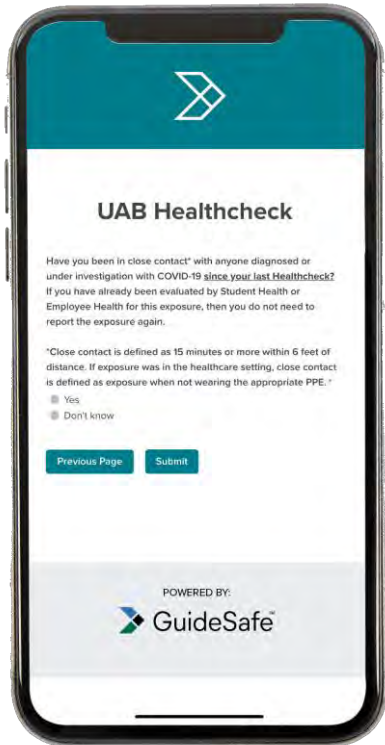 UAB Healthcheck
Have you been in close contact* with anyone diagnosed or
under investigation with COVID-19 since your last Healthcheck?
If you have already been evaluated by Student Health or
Employee Health for this exposure, then you do not need to
report the exposure again.
*Close contact is defined as 15 minutes or more within 6 feet of
distance. If exposure was in the healthcare setting, close contact
is defined as exposure when not wearing the appropriate PPE. *
Yes
Don't know
Previous Page Submit
POWERED BY:
GuideSafe™